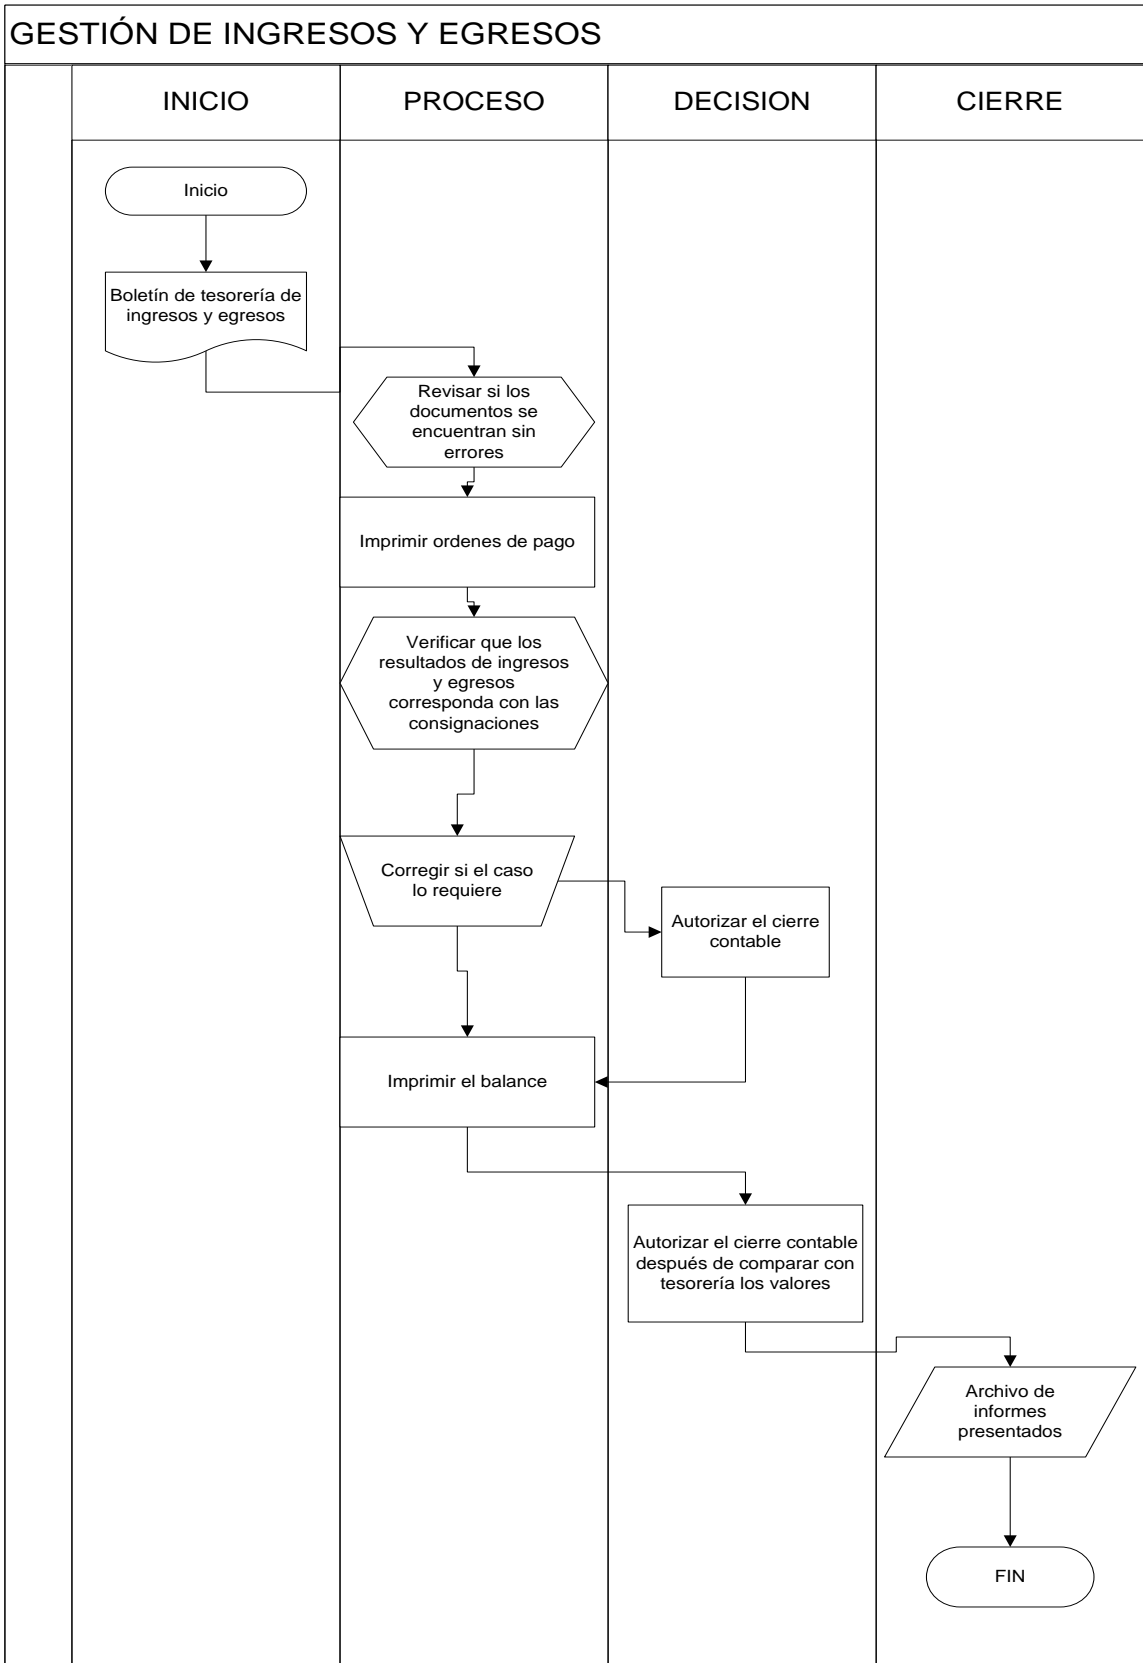 GESTIÓN DE INGRESOS Y EGRESOS
INICIO
PROCESO
DECISION
CIERRE
Inicio
Boletín de tesorería de
ingresos y egresos
Revisar si los
documentos se
encuentran sin
errores
Imprimir ordenes de pago
Verificar que los
resultados de ingresos
y egresos
corresponda con las
consignaciones
Corregir si el caso
lo requiere
Autorizar el cierre
contable
Imprimir el balance
Autorizar el cierre contable
después de comparar con
tesorería los valores
Archivo de
informes
presentados
FIN